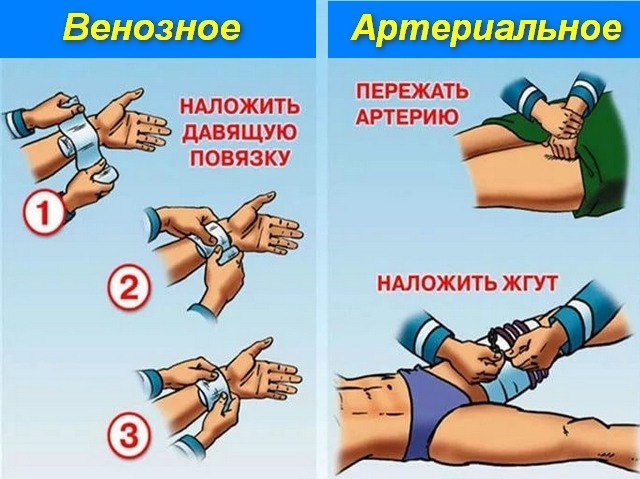 Венозное
НАЛОЖИТЬ
ДАВЯЩУЮ
ПОВЯЗКУ
1
2
3
Артериальное
ПЕРЕЖАТЬ
АРТЕРИЮ
НАЛОЖИТЬ ЖГУТ